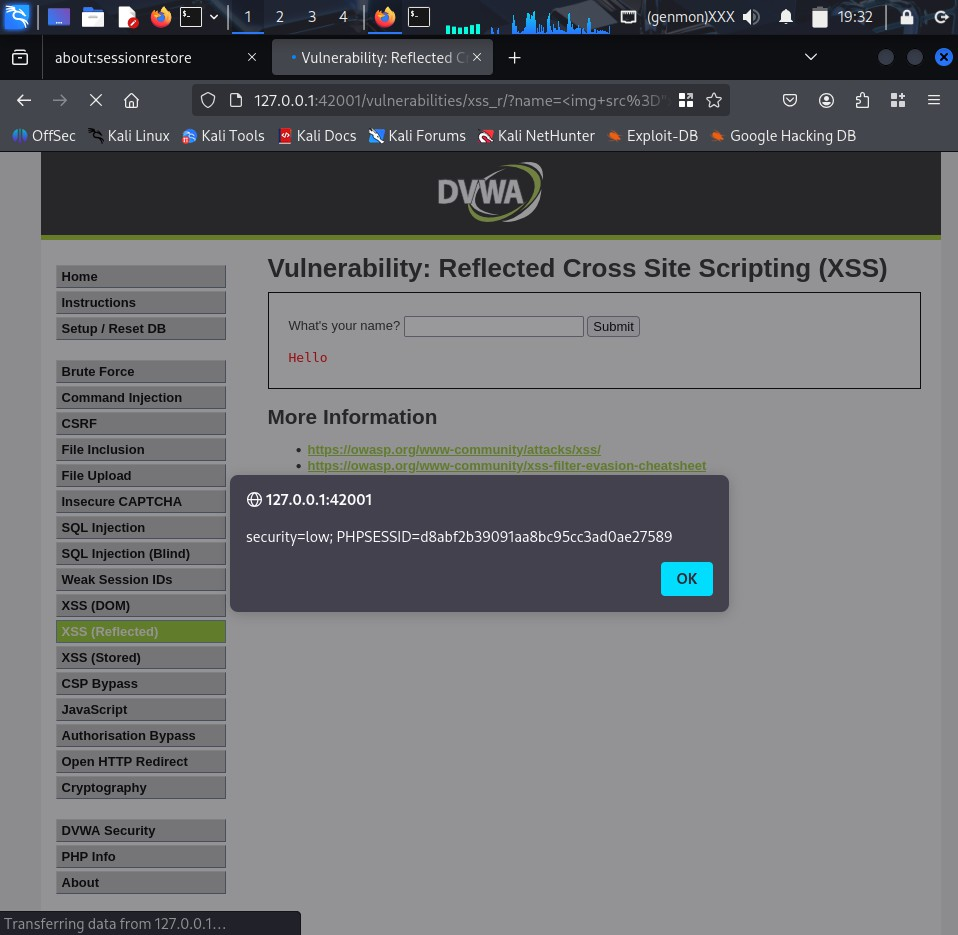 1 2 3 4 (genmon)XXX 19:32
about:sessionrestore Vulnerability: Reflected C
127.0.0.1:42001/vulnerabilities/xss_r/?name=<img+src%3D"
OffSec Kali Linux Kali Tools Kali Docs Kali Forums Kali NetHunter Exploit-DB Google Hacking DB
DVWA
Vulnerability: Reflected Cross Site Scripting (XSS)
What's your name? Submit
Hello
More Information
https://owasp.org/www-community/attacks/xss/
https://owasp.org/www-community/xss-filter-evasion-cheatsheet
127.0.0.1:42001
security=low; PHPSESSID=d8abf2b39091aa8bc95cc3ad0ae27589
OK
Home
Instructions
Setup / Reset DB
Brute Force
Command Injection
CSRF
File Inclusion
File Upload
Insecure CAPTCHA
SQL Injection
SQL Injection (Blind)
Weak Session IDs
XSS (DOM)
XSS (Reflected)
XSS (Stored)
CSP Bypass
JavaScript
Authorisation Bypass
Open HTTP Redirect
Cryptography
DVWA Security
PHP Info
About
Transferring data from 127.0.0.1…